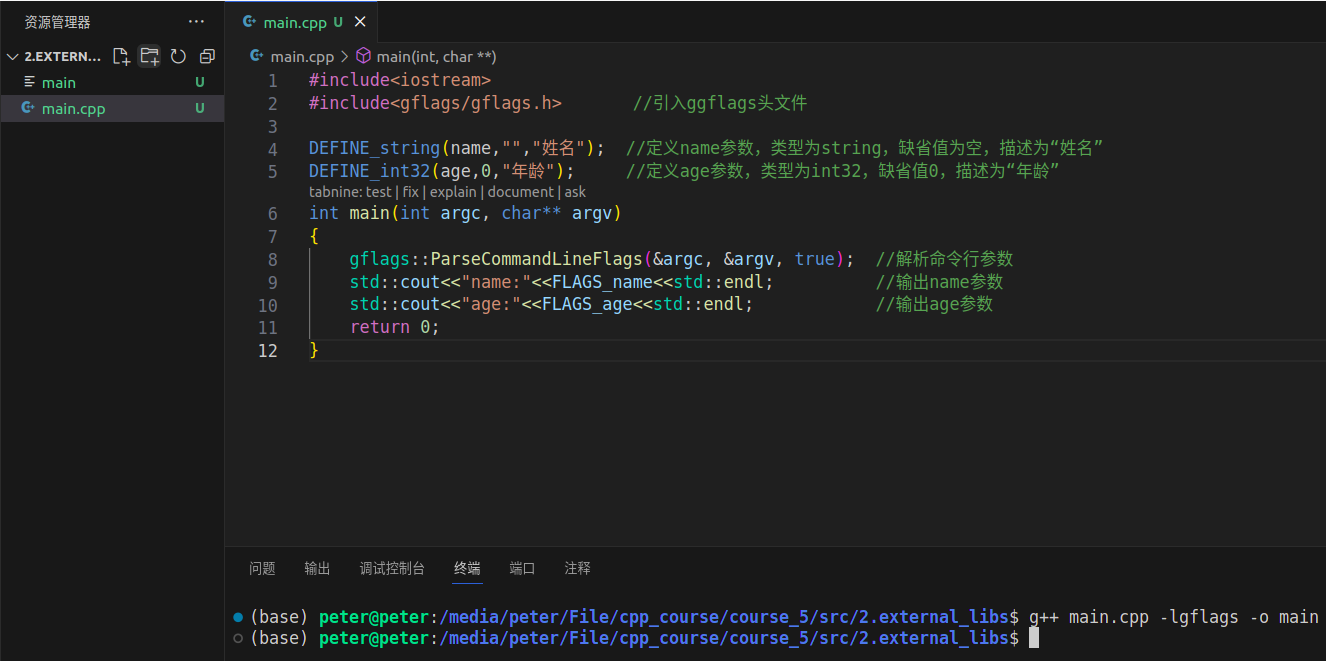 资源管理器 ...
2.EXTERN...
main U
main.cpp U
main.cpp U
main.cpp > main(int, char **)
1 #include<iostream>
2 #include<gflags/gflags.h> //引入ggflags头文件
3
4 DEFINE_string(name,"","姓名"); //定义name参数，类型为string，缺省值为空，描述为“姓名”
5 DEFINE_int32(age,0,"年龄"); //定义age参数，类型为int32，缺省值0，描述为“年龄”
tabnine: test | fix | explain | document | ask
6 int main(int argc, char** argv)
7 {
8 gflags::ParseCommandLineFlags(&argc, &argv, true); //解析命令行参数
9 std::cout<<"name:"<<FLAGS_name<<std::endl; //输出name参数
10 std::cout<<"age:"<<FLAGS_age<<std::endl; //输出age参数
11 return 0;
12 }
问题 输出 调试控制台 终端 端口 注释
(base) peter@peter:/media/peter/File/cpp_course/course_5/src/2.external_libs$ g++ main.cpp -lgflags -o main
(base) peter@peter:/media/peter/File/cpp_course/course_5/src/2.external_libs$